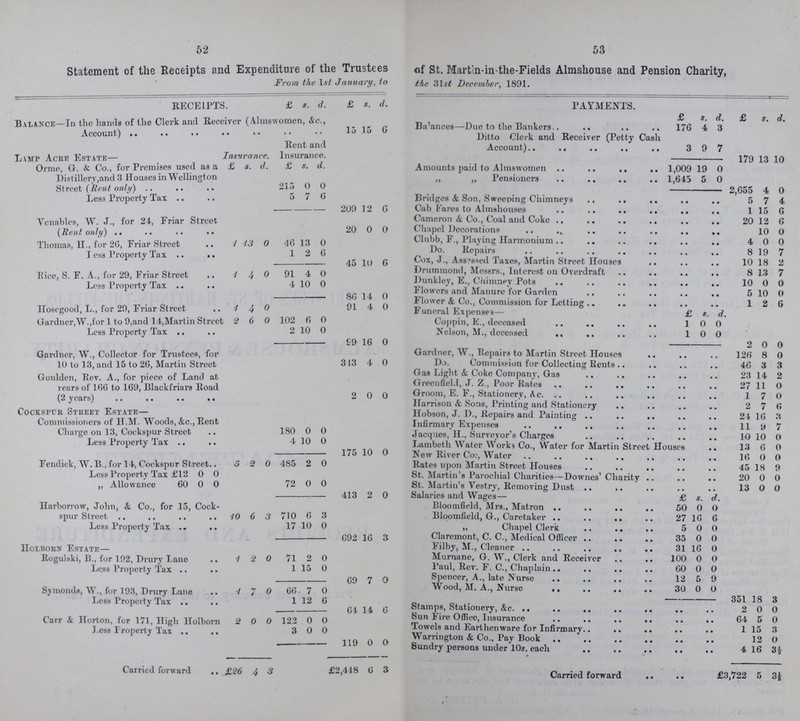 52
Statement of the Receipts and Expenditure of the Trustees
From the 1st January, to
RECEIPTS. £ s. d. £ s. d.
BALANCE—In the hands of the Clerk and Receiver (Almswomen, &c.,
Account) .. .. .. .. .. .. .. 15 15 6
Rent and
LAMP ACRE ESTATE— Insurance. Insurance.
Orme, G. & Co., for Premises used as a £ s. d. £ s. d.
Distillery, and 3 Houses in Wellington
Street (Rent only) .. .. .. 215 0 0
Less Property Tax .. .. 5 7 6
209 12 6
Venables, W. J., for 24, Friar Street
(Rent only) .. .. .. .. 20 0 0
Thomas, H., for 26, Friar Street .. 1 13 0 46 13 0
Less Property Tax .. .. 1 2 6
45 10 6
Rice, S. F. A., for 29, Friar Street .. 1 4 0 91 4 0
Less Property Tax .. .. 4 10 0
86 14 0
Hosegood, L., for 29, Friar Street .. 1 4 0 91 4 0
Gardner, W., for 1 to 9, and 14, Martin Street 2 6 0 102 6 0
Less Property Tax .. .. 2 10 0
99 16 0
Gardner, W., Collector for Trustees, for
10 to 13, and 15 to 26, Martin Street 343 4 0
Goulden, Rev. A., for piece of Land at
rears of 166 to 169, Blackfriars Road
(2 years) .. .. .. .. .. 2 0 0
COCKSPUR STREET ESTATE—
Commissioners of H.M. Woods, &c., Rent
Charge on 13, Cockspur Street .. 180 0 0
Less Property Tax .. .. 4 10 0
175 10 0
Fendick, W. B., for 14, Cockspur Street.. 5 2 0 485 2 0
Less Property Tax £12 0 0
„ Allowance 60 0 0 72 0 0
413 2 0
Harborrow, John, & Co., for 15, Cock-
spur Street .. .. .. .. 10 6 3 710 6 3
Less Property Tax .. .. 17 10 0
692 16 3
HOLBORN ESTATE—
Rogulski, B., for 192, Drury Lane .. 1 2 0 71 2 0
Less Property Tax .. .. 1 15 0
69 7 0
Symonds, W., for 193, Drury Lane .. 1 7 0 66 7 0
Less Property Tax .. .. 1 12 6
64 14 6
Carr & Horton, for 171, High Holborn 2 0 0 122 0 0
Less Property Tax .. .. 3 0 0
119 0 0
Carried forward .. £26 4 3 £2,448 6 3
53
of St. Martin-in-the-Fields Almshouse and Pension Charity,
the 31st December, 1891.
PAYMENTS.
£ s. d. £ s. d.
Balances—Due to the Bankers.. .. .. .. 176 4 3
Ditto Clerk and Receiver (Petty Cash
Account).. .. .. .. 3 9 7
179 13 10
Amounts paid to Almswomen .. .. .. .. 1,009 19 0
„ „ Pensioners .. .. .. .. 1,645 5 0
2,655 4 0
Bridges & Son, Sweeping Chimneys .. .. .. .. 5 7 4
Cab Fares to Almshouses .. .. .. .. .. 1 15 6
Cameron & Co., Coal and Coke .. .. .. .. .. 20 12 6
Chapel Decorations .. .. .. .. .. .. 10 0
Clubb, F., Playing Harmonium .. .. .. .. .. 4 0 0
Do. Repairs .. .. .. .. .. 8 19 7
Cox, J., Assessed Taxes, Martin Street Houses .. .. .. 10 18 2
Drummond, Messrs., Interest on Overdraft .. .. .. 8 13 7
Dunkley, E., Chimney Pots .. .. .. .. .. 10 0 0
Flowers and Manure for Garden .. .. .. .. 5 10 0
Flower & Co., Commission for Letting .. .. .. .. 1 2 6
Funeral Expenses— £ s. d.
Coppin, E., deceased .. .. .. .. 1 0 0
Nelson, M., deceased .. .. .. .. 1 0 0
2 0 0
Gardner, W., Repairs to Martin Street Houses .. .. .. 126 8 0
Do. Commission for Collecting Rents .. .. .. 46 3 3
Gas Light & Coke Company, Gas .. .. .. .. 23 14 2
Greenfield, J. Z., Poor Rates .. .. .. .. .. 27 11 0
Groom, E. F., Stationery, &c. .. .. .. .. .. 1 7 0
Harrison & Sons, Printing and Stationery .. .. .. 2 7 6
Hobson, J. D., Repairs and Painting .. .. .. .. 24 16 3
Infirmary Expenses .. .. .. .. .. .. 11 9 7
Jacques, H., Surveyor's Charges .. .. .. .. 10 10 0
Lambeth Water Works Co., Water for Martin Street Houses .. 13 6 0
New River Co., Water .. .. .. .. .. .. 16 0 0
Rates upon Martin Street Houses .. .. .. .. 45 18 9
St. Martin's Parochial Charities—Downes' Charity .. .. 20 0 0
St. Martin's Vestry, Removing Dust .. .. .. .. 13 0 0
Salaries and Wages— £ s. d.
Bloomfield, Mrs., Matron .. .. .. .. 50 0 0
Bloomfield, G., Caretaker .. .. .. .. 27 16 6
„ Chapel Clerk .. .. .. 5 0 0
Claremont, C. C., Medical Officer .. .. .. 35 0 0
Filby, M., Cleaner .. .. .. .. .. 31 16 0
Murnane, G. W., Clerk and Receiver .. .. 100 0 0
Paul, Rev. F. C., Chaplain .. .. .. .. 60 0 0
Spencer, A., late Nurse .. .. .. .. 12 5 9
Wood, M. A., Nurse .. .. .. .. 30 0 0
351 18 3
Stamps, Stationery, &c. .. .. .. .. .. .. 2 0 0
Sun Fire Office, Insurance .. .. .. .. .. 64 5 0
Towels and Earthenware for Infirmary.. .. .. .. 1 15 3
Warrington & Co., Pay Book .. .. .. .. .. 12 0
Sundry persons under 10s. each .. .. .. .. 4 16 3½
Carried forward .. .. £3,722 5 3½